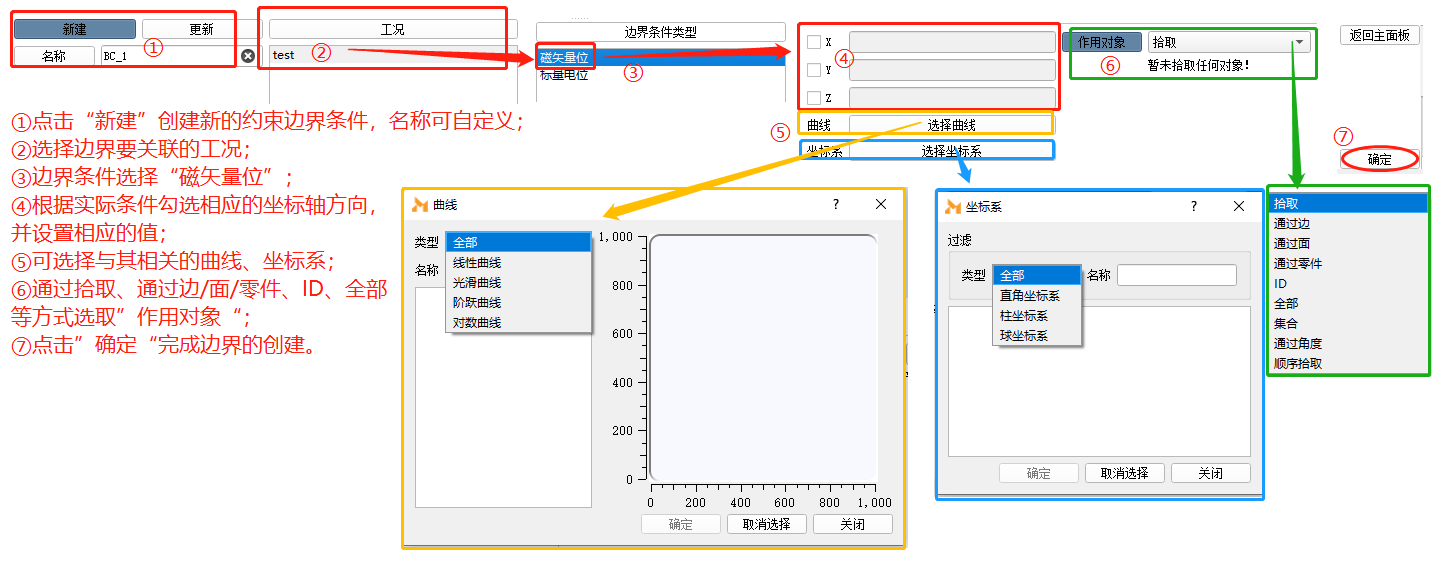 新建 更新 工况 边界条件类型
名称 BC_1 ① ② test 磁矢量位 ③ 标量电位
X ④
Y
Z
⑤ 曲线 选择曲线
坐标系 选择坐标系
作用对象 拾取
⑥ 暂未拾取任何对象!
返回主面板
⑦
确定
①点击“新建”创建新的约束边界条件，名称可自定义；
②选择边界要关联的工况；
③边界条件选择“磁矢量位”；
④根据实际条件勾选相应的坐标轴方向，
并设置相应的值；
⑤可选择与其相关的曲线、坐标系；
⑥通过拾取、通过边/面/零件、ID、全部
等方式选取”作用对象“；
⑦点击”确定“完成边界的创建。
曲线 ? ×
类型 全部
线性曲线
光滑曲线
阶跃曲线
对数曲线
名称
1,000
800
600
400
200
0
0 200 400 600 800 1,000
确定 取消选择 关闭
坐标系 ? ×
过滤
类型 全部 名称
直角坐标系
柱坐标系
球坐标系
确定 取消选择 关闭
拾取
通过边
通过面
通过零件
ID
全部
集合
通过角度
顺序拾取